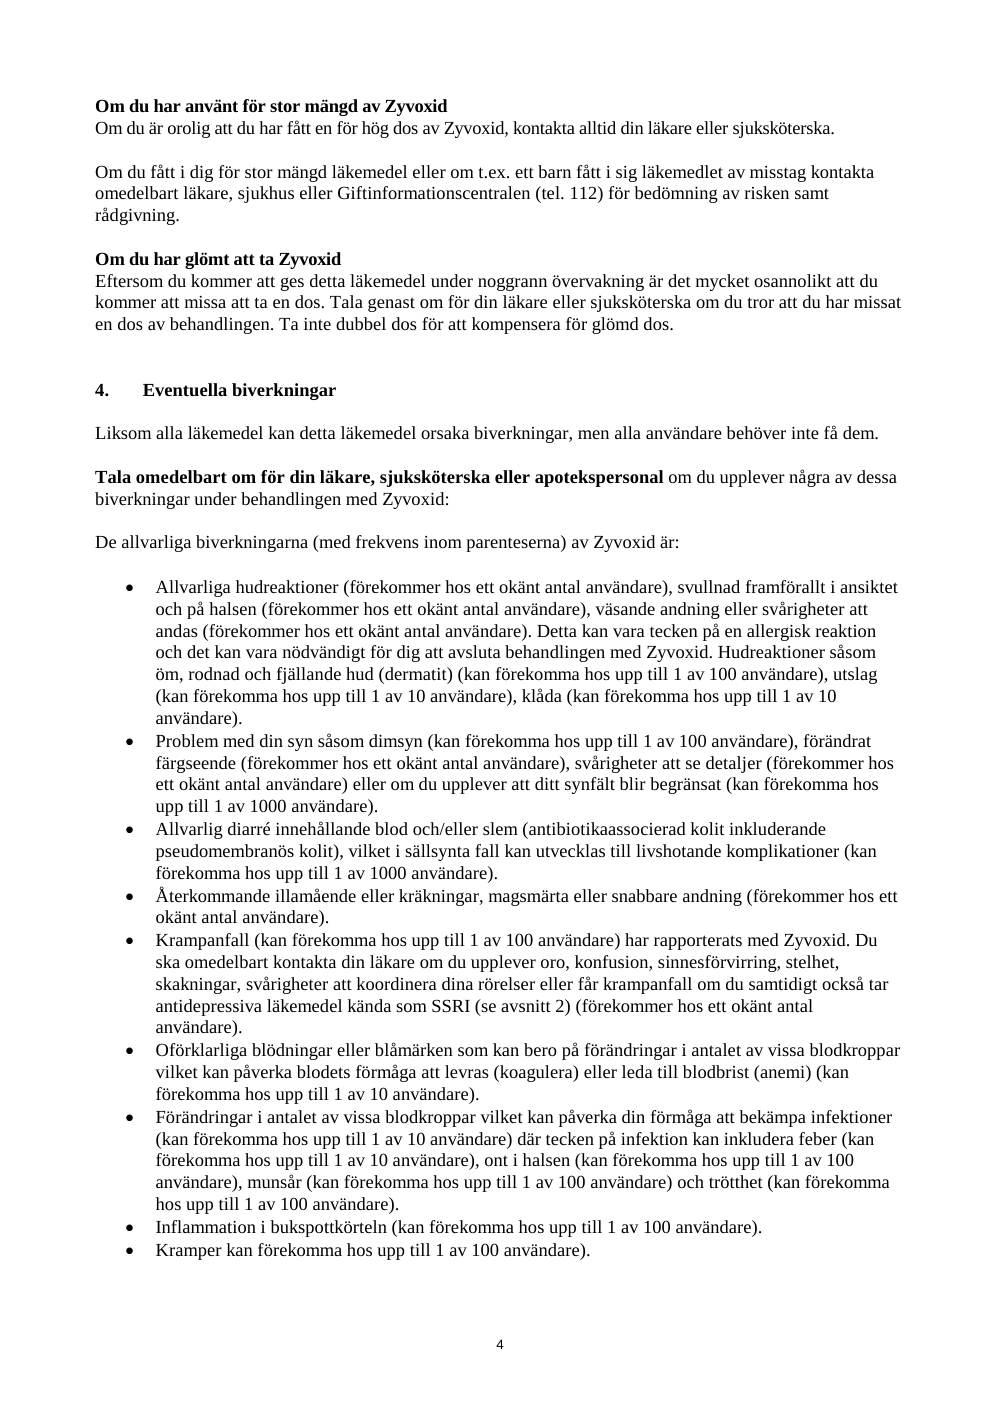 Om du har använt för stor mängd av Zyvoxid
Om du är orolig att du har fått en för hög dos av Zyvoxid, kontakta alltid din läkare eller sjuksköterska.
Om du fått i dig för stor mängd läkemedel eller om t.ex. ett barn fått i sig läkemedlet av misstag kontakta
omedelbart läkare, sjukhus eller Giftinformationscentralen (tel. 112) för bedömning av risken samt
rådgivning.
Om du har glömt att ta Zyvoxid
Eftersom du kommer att ges detta läkemedel under noggrann övervakning är det mycket osannolikt att du
kommer att missa att ta en dos. Tala genast om för din läkare eller sjuksköterska om du tror att du har missat
en dos av behandlingen. Ta inte dubbel dos för att kompensera för glömd dos.
4. Eventuella biverkningar
Liksom alla läkemedel kan detta läkemedel orsaka biverkningar, men alla användare behöver inte få dem.
Tala omedelbart om för din läkare, sjuksköterska eller apotekspersonal om du upplever några av dessa
biverkningar under behandlingen med Zyvoxid:
De allvarliga biverkningarna (med frekvens inom parenteserna) av Zyvoxid är:
• Allvarliga hudreaktioner (förekommer hos ett okänt antal användare), svullnad framförallt i ansiktet
och på halsen (förekommer hos ett okänt antal användare), väsande andning eller svårigheter att
andas (förekommer hos ett okänt antal användare). Detta kan vara tecken på en allergisk reaktion
och det kan vara nödvändigt för dig att avsluta behandlingen med Zyvoxid. Hudreaktioner såsom
öm, rodnad och fjällande hud (dermatit) (kan förekomma hos upp till 1 av 100 användare), utslag
(kan förekomma hos upp till 1 av 10 användare), klåda (kan förekomma hos upp till 1 av 10
användare).
• Problem med din syn såsom dimsyn (kan förekomma hos upp till 1 av 100 användare), förändrat
färgseende (förekommer hos ett okänt antal användare), svårigheter att se detaljer (förekommer hos
ett okänt antal användare) eller om du upplever att ditt synfält blir begränsat (kan förekomma hos
upp till 1 av 1000 användare).
• Allvarlig diarré innehållande blod och/eller slem (antibiotikaassocierad kolit inkluderande
pseudomembranös kolit), vilket i sällsynta fall kan utvecklas till livshotande komplikationer (kan
förekomma hos upp till 1 av 1000 användare).
• Återkommande illamående eller kräkningar, magsmärta eller snabbare andning (förekommer hos ett
okänt antal användare).
• Krampanfall (kan förekomma hos upp till 1 av 100 användare) har rapporterats med Zyvoxid. Du
ska omedelbart kontakta din läkare om du upplever oro, konfusion, sinnesförvirring, stelhet,
skakningar, svårigheter att koordinera dina rörelser eller får krampanfall om du samtidigt också tar
antidepressiva läkemedel kända som SSRI (se avsnitt 2) (förekommer hos ett okänt antal
användare).
• Oförklarliga blödningar eller blåmärken som kan bero på förändringar i antalet av vissa blodkroppar
vilket kan påverka blodets förmåga att levras (koagulera) eller leda till blodbrist (anemi) (kan
förekomma hos upp till 1 av 10 användare).
• Förändringar i antalet av vissa blodkroppar vilket kan påverka din förmåga att bekämpa infektioner
(kan förekomma hos upp till 1 av 10 användare) där tecken på infektion kan inkludera feber (kan
förekomma hos upp till 1 av 10 användare), ont i halsen (kan förekomma hos upp till 1 av 100
användare), munsår (kan förekomma hos upp till 1 av 100 användare) och trötthet (kan förekomma
hos upp till 1 av 100 användare).
• Inflammation i bukspottkörteln (kan förekomma hos upp till 1 av 100 användare).
• Kramper kan förekomma hos upp till 1 av 100 användare).
4